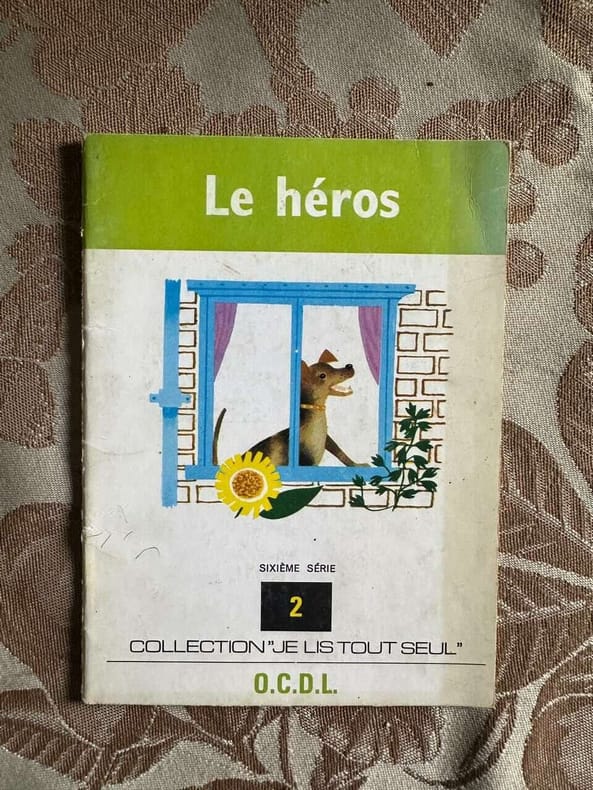 Le héros
SIXIÈME SÉRIE
2
COLLECTION "JE LIS TOUT SEUL"
O.C.D.L.